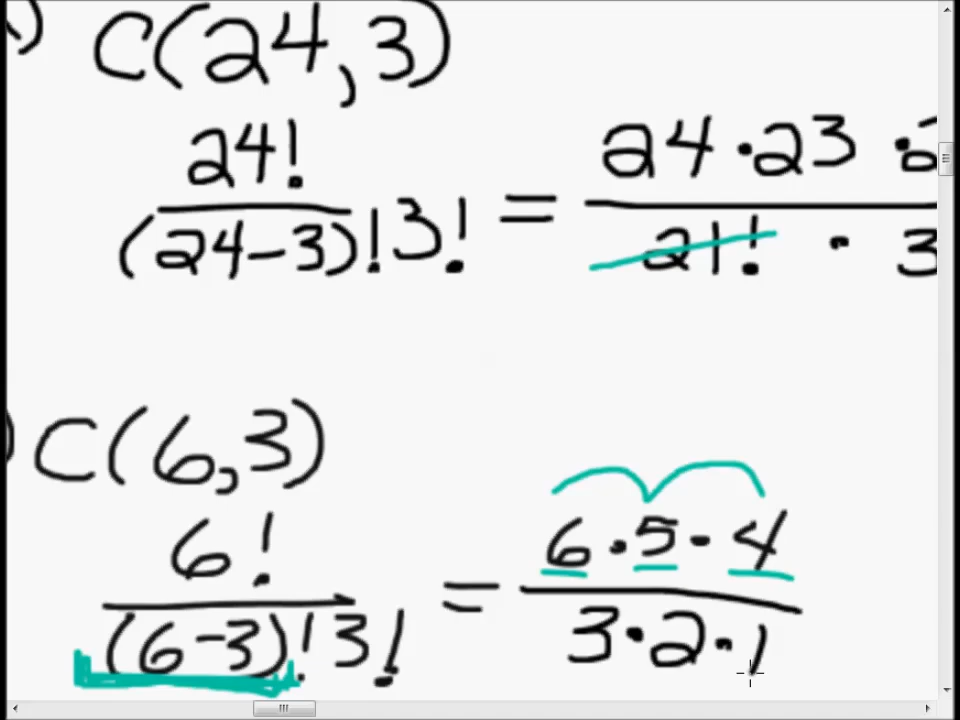 ) C(24,3)
24! / (24-3)!3! = 24·23· / 21! · 3
) C(6,3)
6! / (6-3)!3! = 6·5·4 / 3·2·1